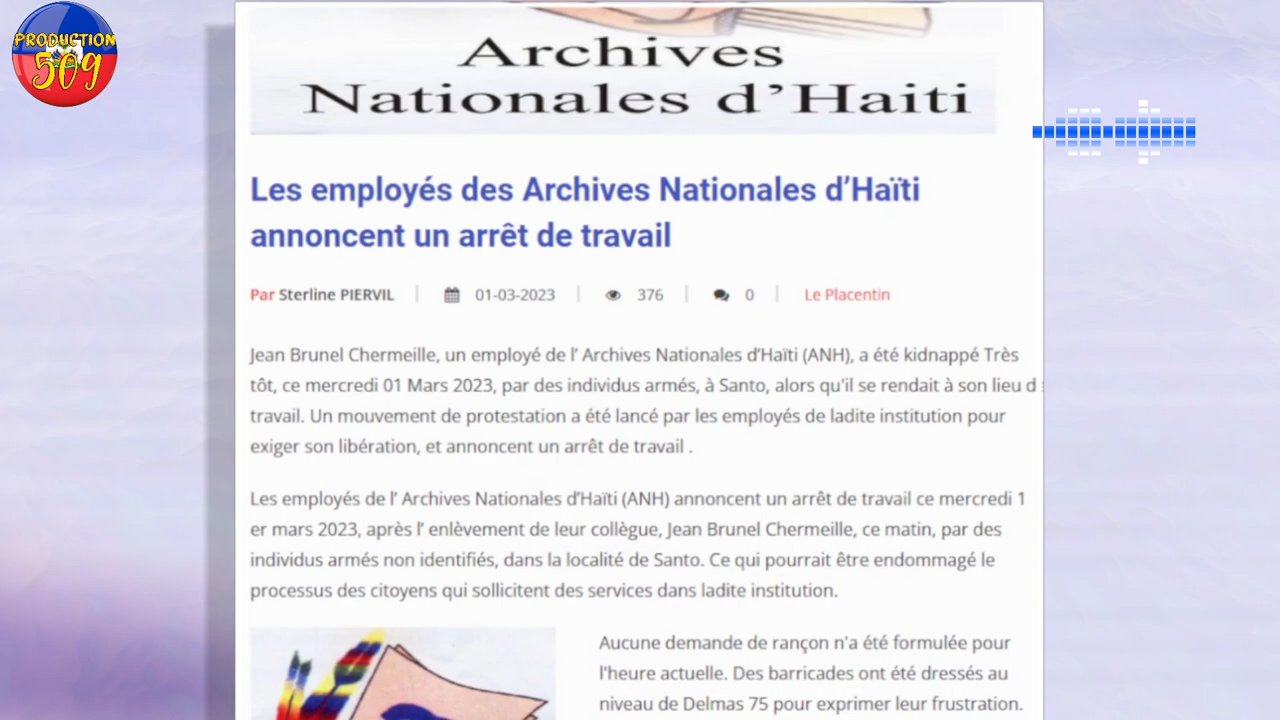 PRODUCTION
509
Archives
Nationales d’Haiti
Les employés des Archives Nationales d’Haïti
annoncent un arrêt de travail
Par Sterline PIERVIL | 01-03-2023 | 376 | 0 | Le Placentin
Jean Brunel Chermeille, un employé de l’ Archives Nationales d’Haïti (ANH), a été kidnappé Très
tôt, ce mercredi 01 Mars 2023, par des individus armés, à Santo, alors qu'il se rendait à son lieu d
travail. Un mouvement de protestation a été lancé par les employés de ladite institution pour
exiger son libération, et annoncent un arrêt de travail .
Les employés de l’ Archives Nationales d’Haïti (ANH) annoncent un arrêt de travail ce mercredi 1
er mars 2023, après l’ enlèvement de leur collègue, Jean Brunel Chermeille, ce matin, par des
individus armés non identifiés, dans la localité de Santo. Ce qui pourrait être endommagé le
processus des citoyens qui sollicitent des services dans ladite institution.
Aucune demande de rançon n'a été formulée pour
l'heure actuelle. Des barricades ont été dressés au
niveau de Delmas 75 pour exprimer leur frustration.